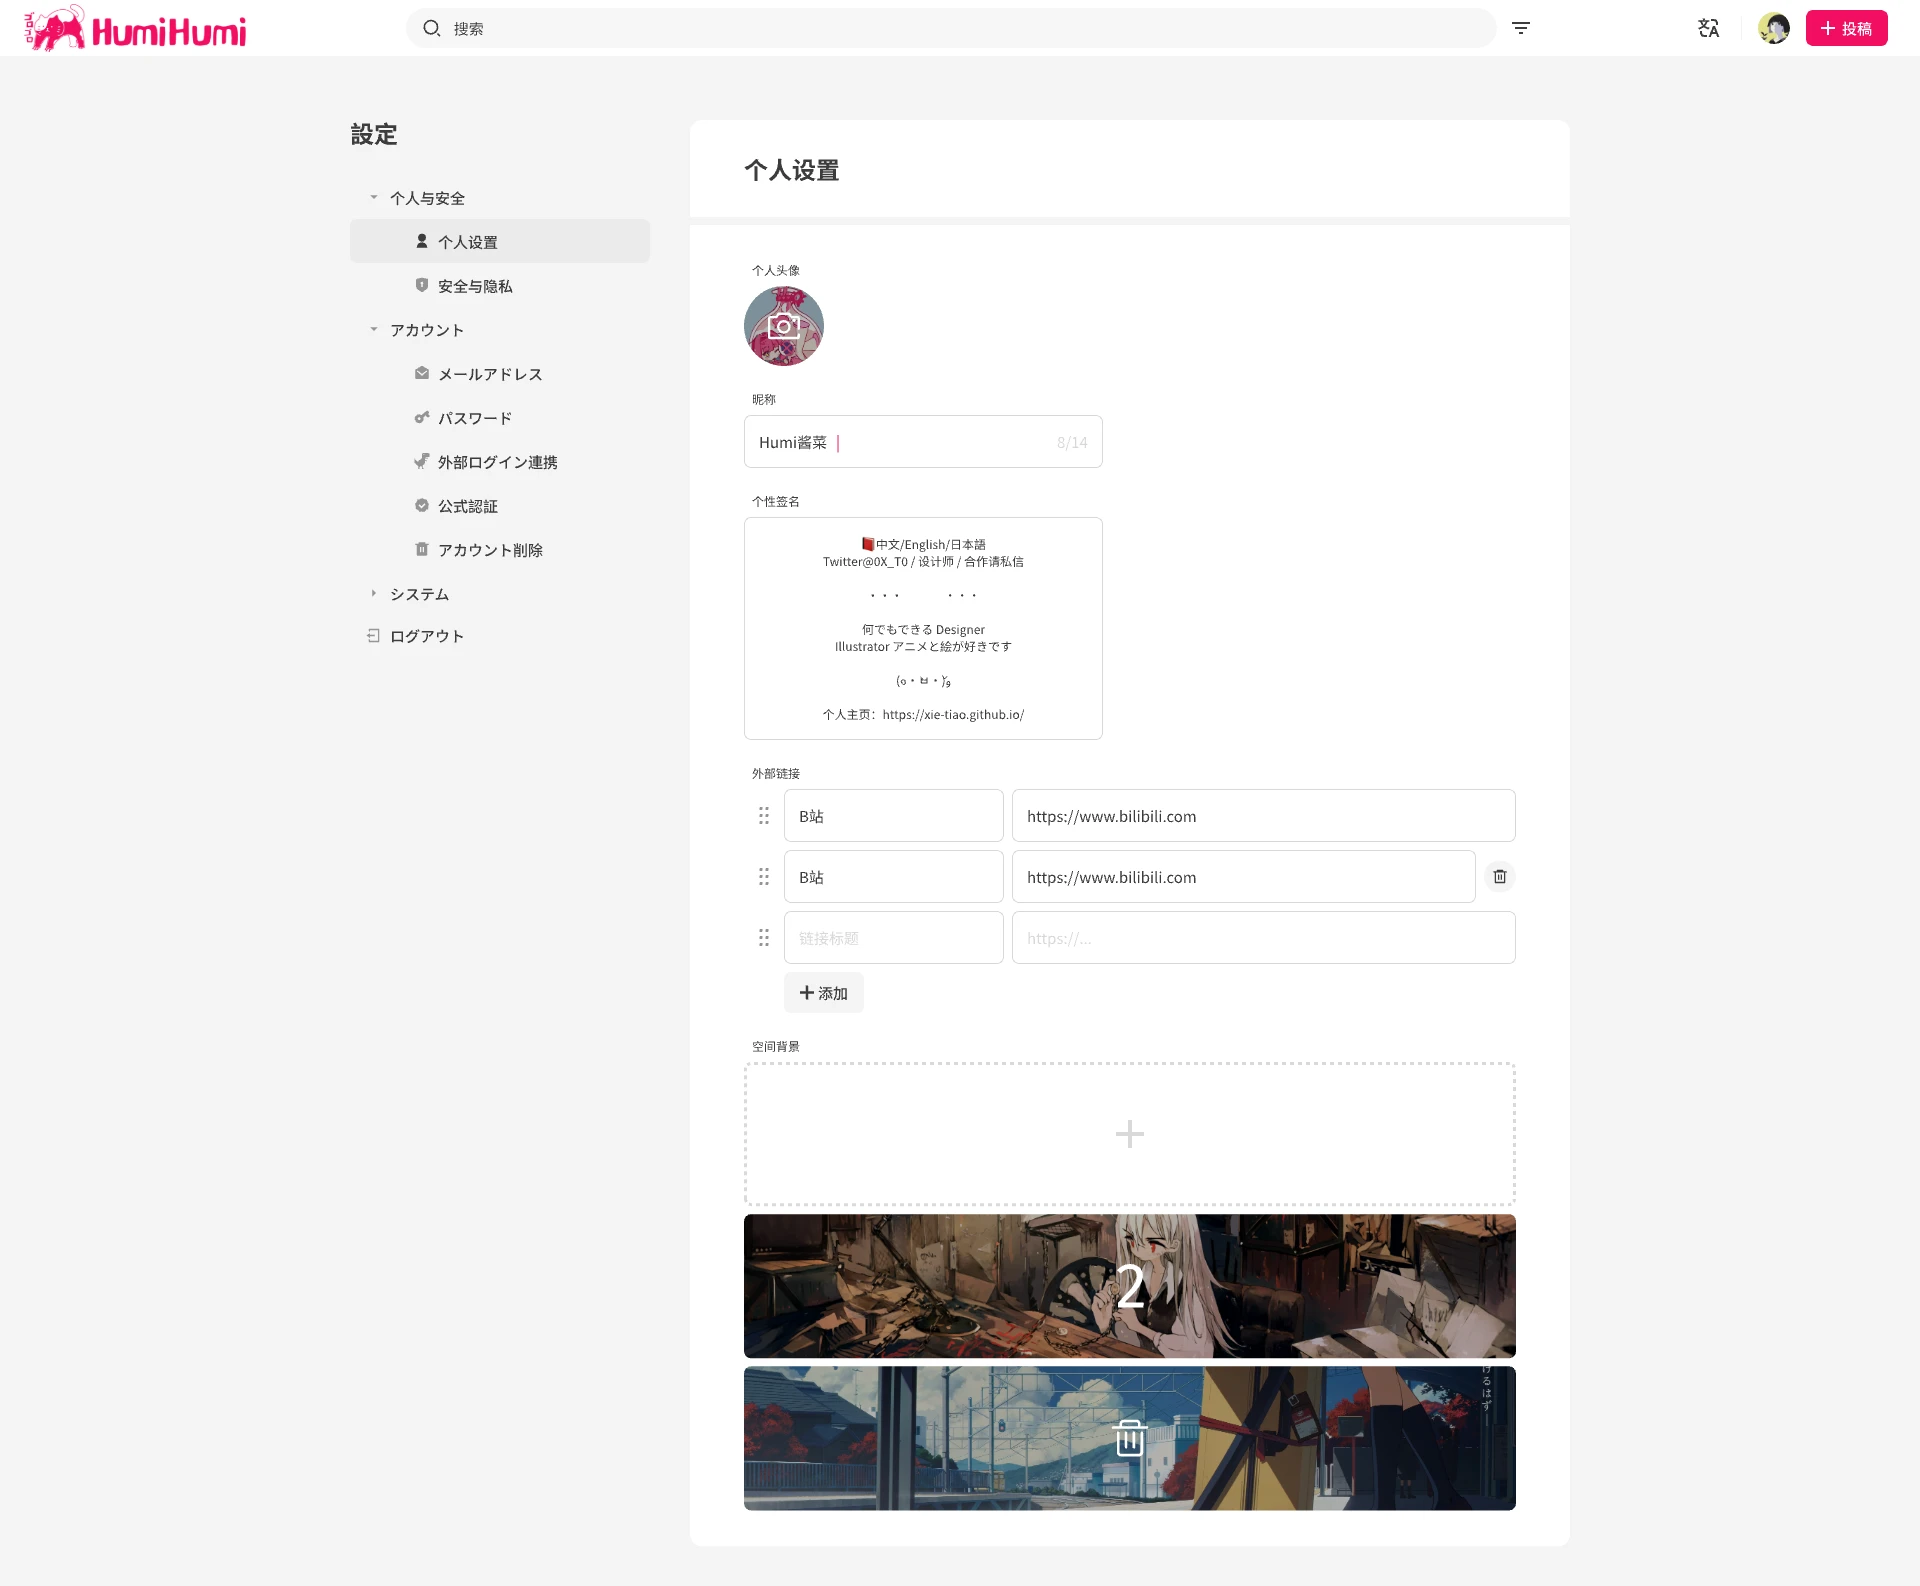 HumiHumi
搜索
投稿
設定
个人与安全
个人设置
安全与隐私
アカウント
メールアドレス
パスワード
外部ログイン連携
公式認証
アカウント削除
システム
ログアウト
个人设置
个人头像
昵称
Humi酱菜
8/14
个性签名
📕中文/English/日本語
Twitter@0X_T0 / 设计师 / 合作请私信
・・・ ・・・
何でもできる Designer
Illustrator アニメと絵が好きです
个人主页：https://xie-tiao.github.io/
外部链接
B站 https://www.bilibili.com
B站 https://www.bilibili.com
链接标题 https://...
添加
空间背景
2
けるはず